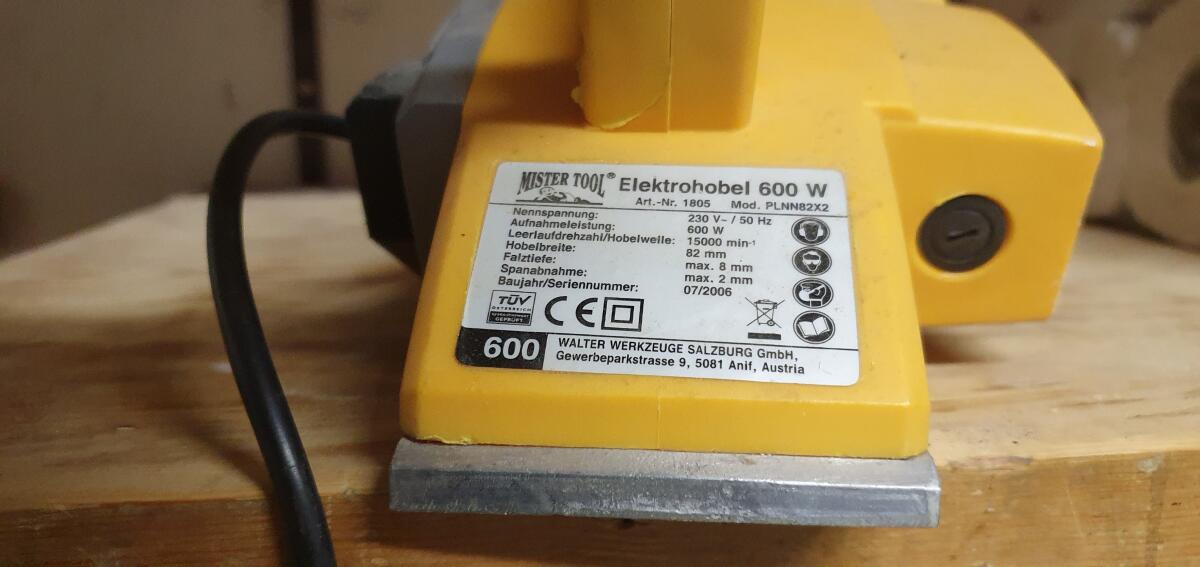 MISTER TOOL® Elektrohobel 600 W
Art.-Nr. 1805 Mod. PLNN82X2
Nennspannung: 230 V~ / 50 Hz
Aufnahmeleistung: 600 W
Leerlaufdrehzahl/Hobelwelle: 15000 min-¹
Hobelbreite: 82 mm
Falztiefe: max. 8 mm
Spanabnahme: max. 2 mm
Baujahr/Seriennummer: 07/2006
TÜV
ÖSTERREICH
GEPRÜFT
CE
600
WALTER WERKZEUGE SALZBURG GmbH,
Gewerbeparkstrasse 9, 5081 Anif, Austria